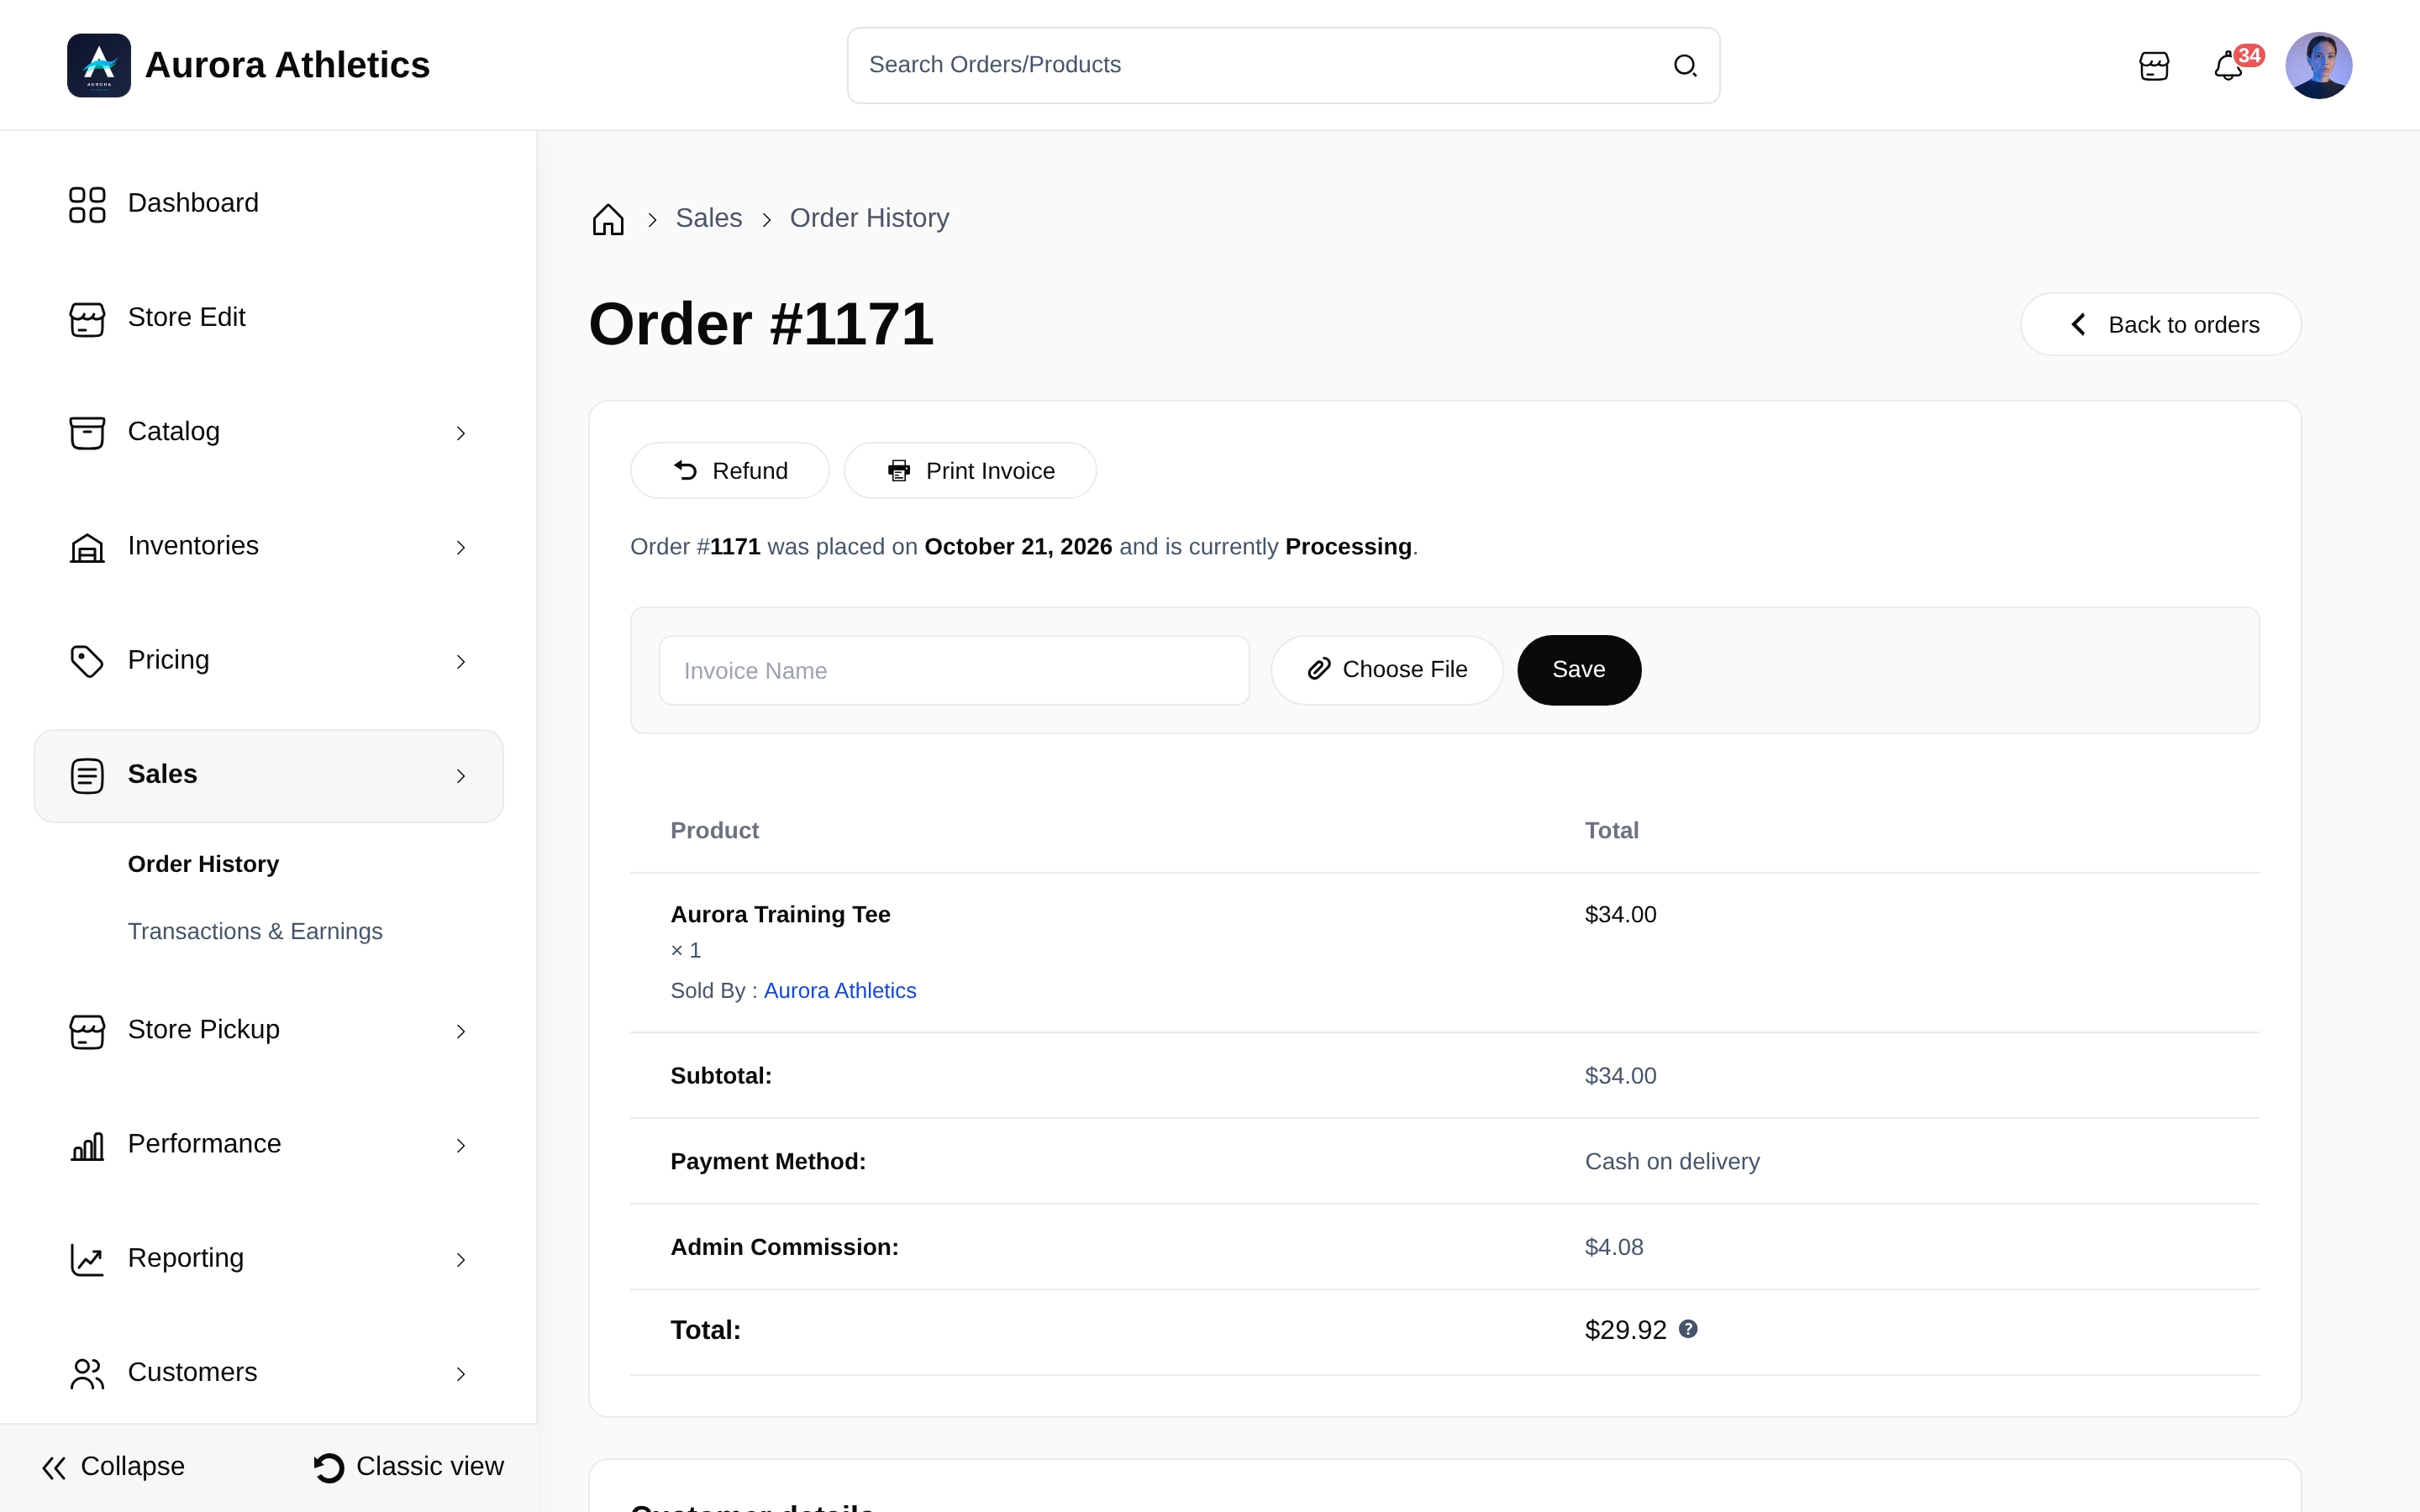 Aurora Athletics
Search Orders/Products
34
AURORA
Dashboard
Store Edit
Catalog
Inventories
Pricing
Sales
Order History
Transactions & Earnings
Store Pickup
Performance
Reporting
Customers
Collapse
Classic view
Sales
Order History
Order #1171
Back to orders
Refund
Print Invoice
Order #1171 was placed on October 21, 2026 and is currently Processing.
Invoice Name
Choose File
Save
Product Total
Aurora Training Tee $34.00
× 1
Sold By : Aurora Athletics
Subtotal: $34.00
Payment Method: Cash on delivery
Admin Commission: $4.08
Total: $29.92 ?
Customer details